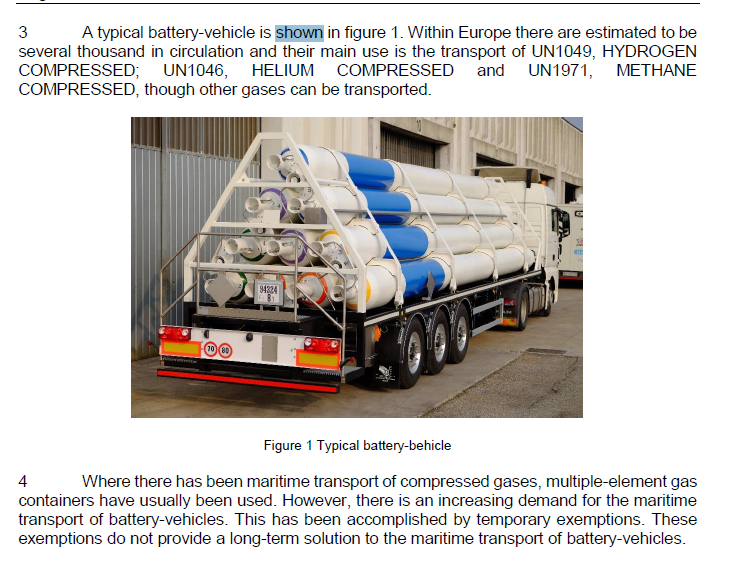 3 A typical battery-vehicle is shown in figure 1. Within Europe there are estimated to be
several thousand in circulation and their main use is the transport of UN1049, HYDROGEN
COMPRESSED; UN1046, HELIUM COMPRESSED and UN1971, METHANE
COMPRESSED, though other gases can be transported.
94324
70 80
Figure 1 Typical battery-behicle
4 Where there has been maritime transport of compressed gases, multiple-element gas
containers have usually been used. However, there is an increasing demand for the maritime
transport of battery-vehicles. This has been accomplished by temporary exemptions. These
exemptions do not provide a long-term solution to the maritime transport of battery-vehicles.